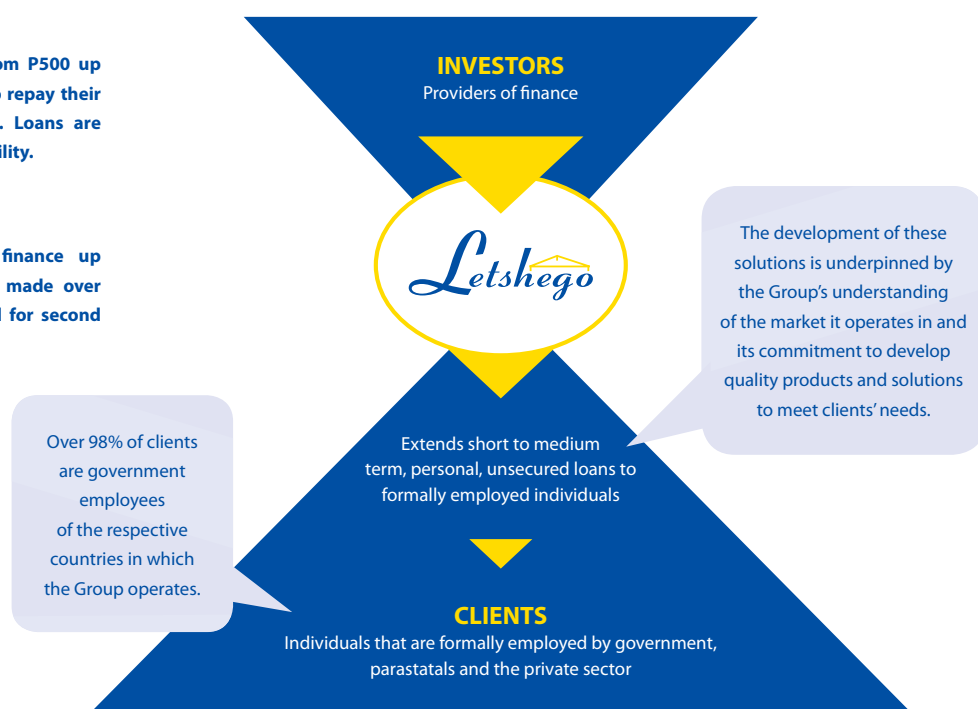 om P500 up
repay their
. Loans are
ility.
finance up
made over
for second
INVESTORS
Providers of finance
Letshego
The development of these
solutions is underpinned by
the Group's understanding
of the market it operates in and
its commitment to develop
quality products and solutions
to meet clients' needs.
Extends short to medium
term, personal, unsecured loans to
formally employed individuals
Over 98% of clients
are government
employees
of the respective
countries in which
the Group operates.
CLIENTS
Individuals that are formally employed by government,
parastatals and the private sector